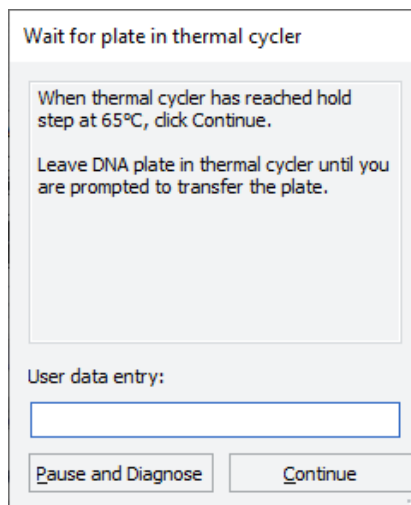 Wait for plate in thermal cycler
When thermal cycler has reached hold
step at 65ºC, click Continue.
Leave DNA plate in thermal cycler until you
are prompted to transfer the plate.
User data entry:
Pause and Diagnose
Continue